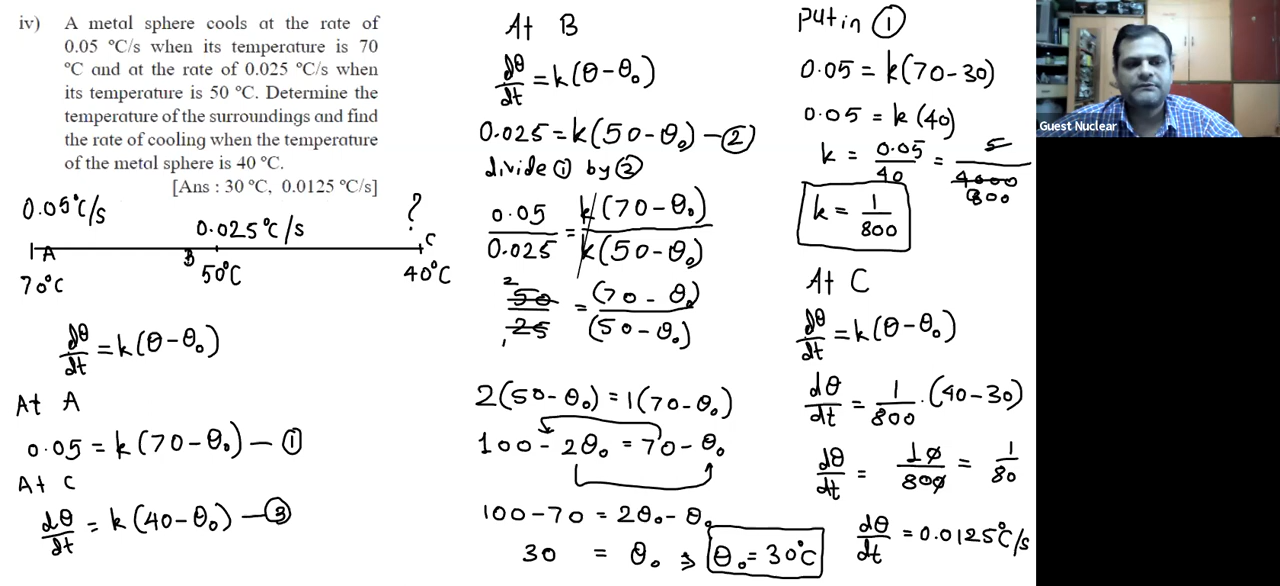 iv) A metal sphere cools at the rate of
0.05 °C/s when its temperature is 70
°C and at the rate of 0.025 °C/s when
its temperature is 50 °C. Determine the
temperature of the surroundings and find
the rate of cooling when the temperature
of the metal sphere is 40 °C.
[Ans : 30 °C, 0.0125 °C/s]
0.05°C/s
0.025°C/s
?
A
B
C
70°C
50°C
40°C
dθ/dt = k(θ-θ₀)
At A
0.05 = k(70-θ₀) — ①
At C
dθ/dt = k(40-θ₀) — ③
At B
dθ/dt = k(θ-θ₀)
0.025 = k(50-θ₀) — ②
divide ① by ②
0.05/0.025 = k(70-θ₀)/k(50-θ₀)
2
50/25 = (70-θ₀)/(50-θ₀)
1
2(50-θ₀) = 1(70-θ₀)
100 - 2θ₀ = 70 - θ₀
100-70 = 2θ₀-θ₀
30 = θ₀ ⇒ θ₀ = 30°C
put in ①
0.05 = k(70-30)
0.05 = k(40)
k = 0.05/40 = 5/4000
800
k = 1/800
At C
dθ/dt = k(θ-θ₀)
dθ/dt = 1/800 . (40-30)
dθ/dt = 10/800 = 1/80
dθ/dt = 0.0125°C/s
Guest Nuclear